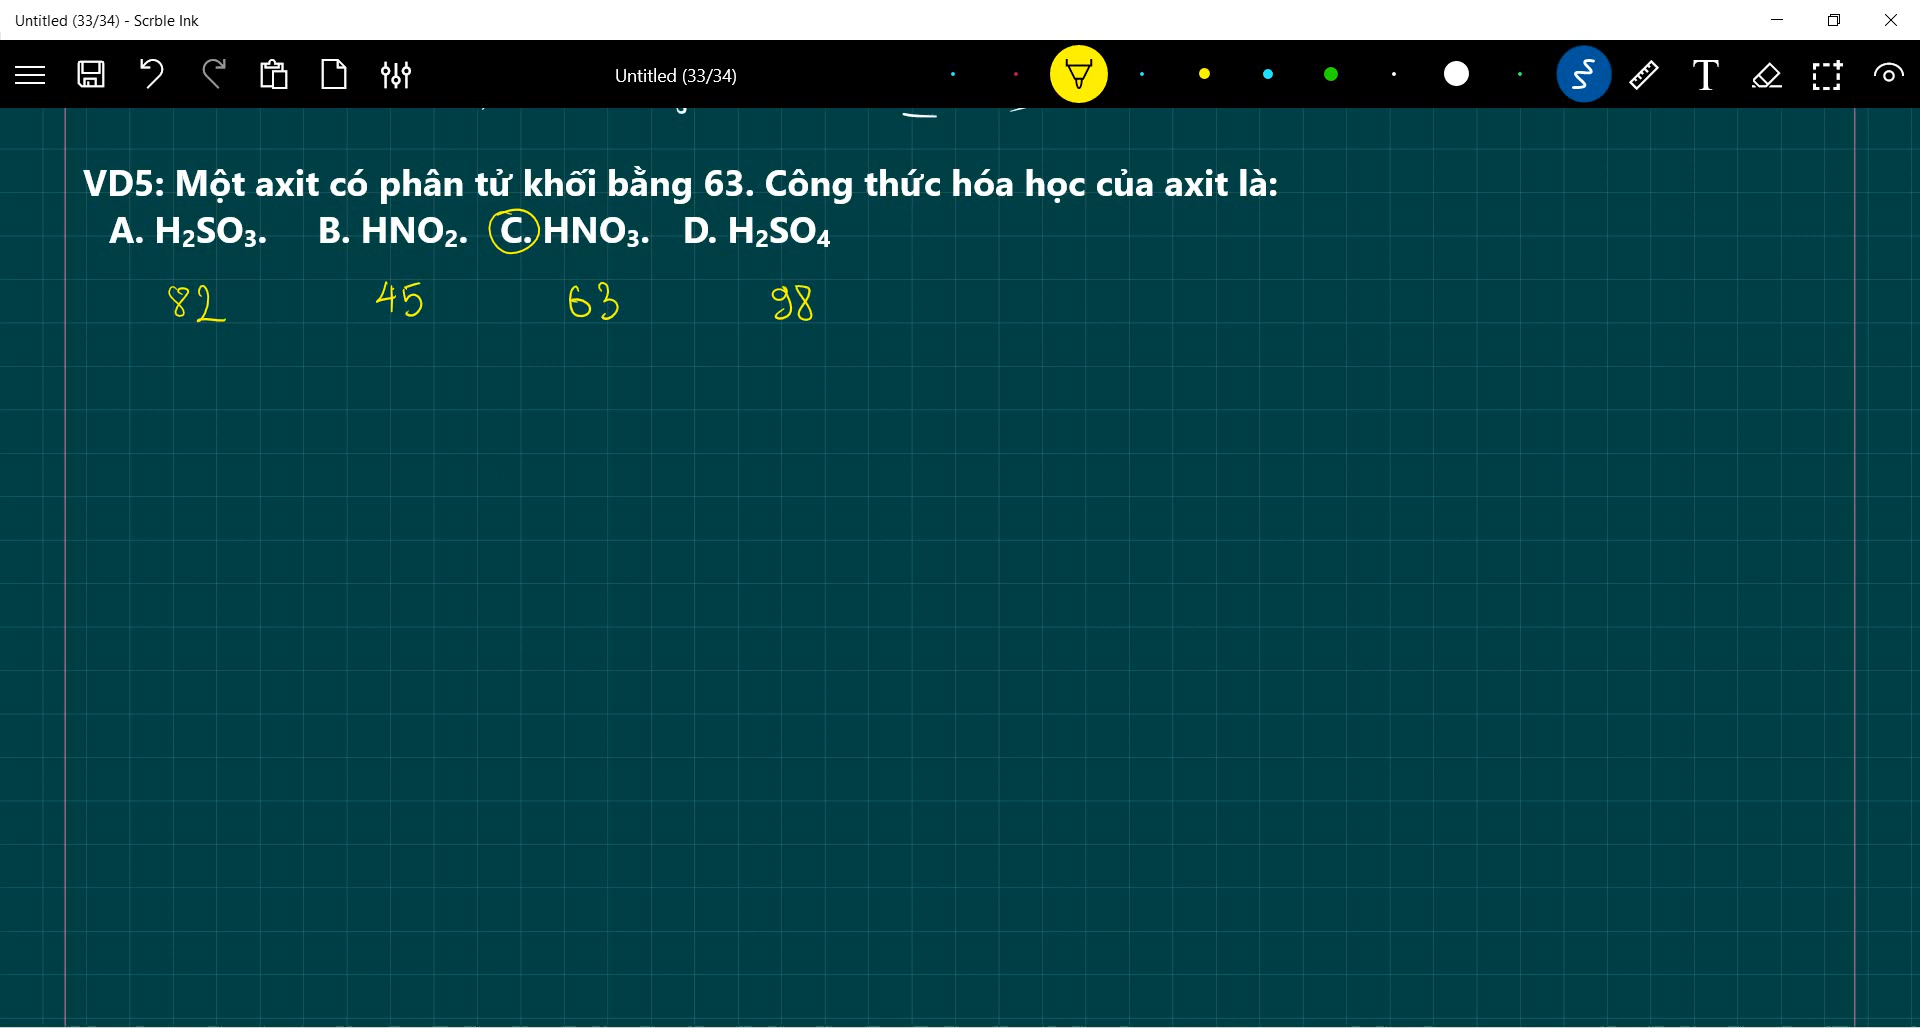 Untitled (33/34) - Scrble Ink
Untitled (33/34)
VD5: Một axit có phân tử khối bằng 63. Công thức hóa học của axit là:
A. H₂SO₃. B. HNO₂. C. HNO₃. D. H₂SO₄
82 45 63 98